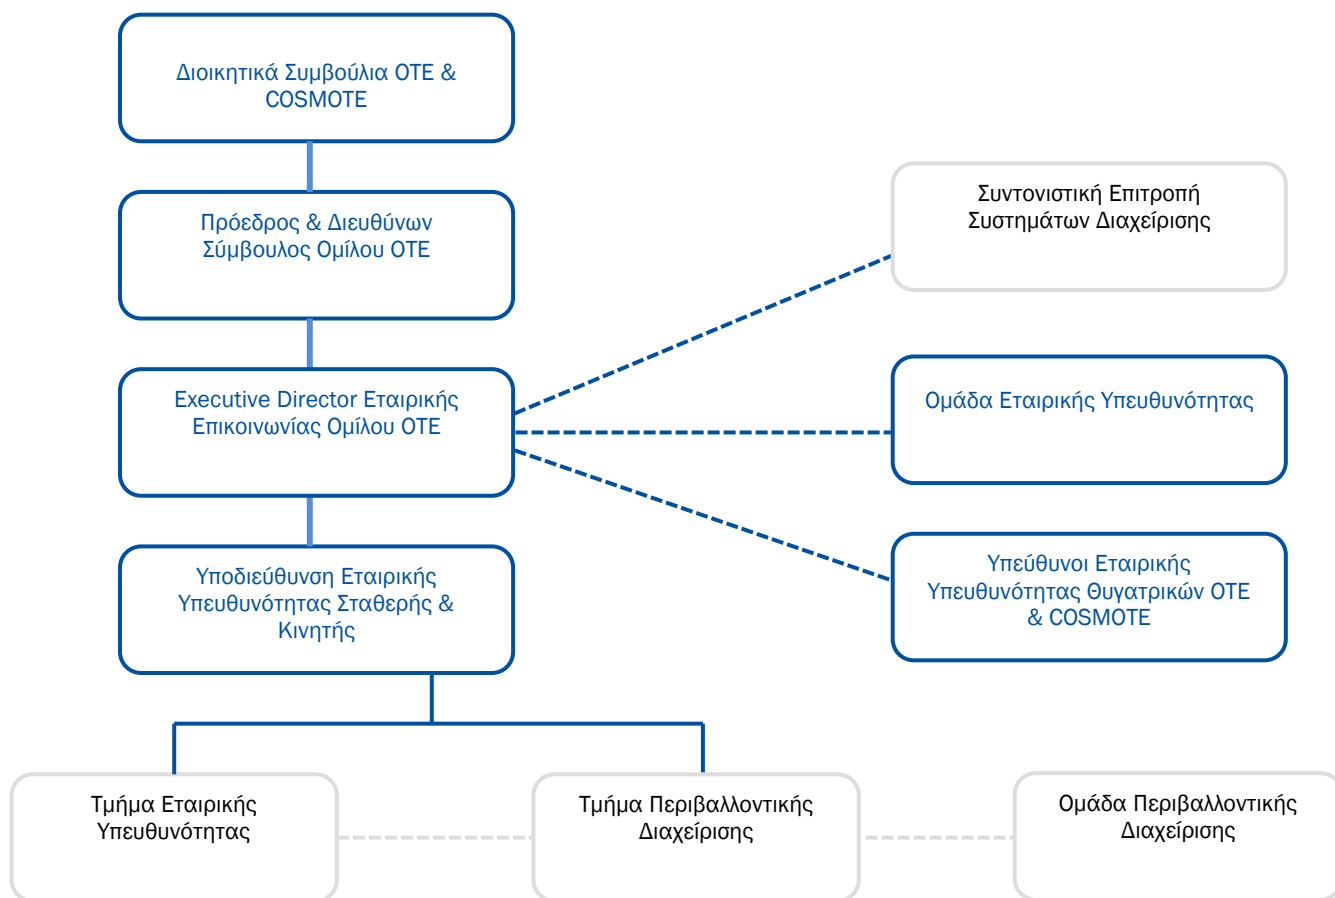 Διοικητικά Συμβούλια ΟΤΕ &
COSMOTE
Πρόεδρος & Διευθύνων
Σύμβουλος Ομίλου ΟΤΕ
Συντονιστική Επιτροπή
Συστημάτων Διαχείρισης
Executive Director Εταιρικής
Επικοινωνίας Ομίλου ΟΤΕ
Ομάδα Εταιρικής Υπευθυνότητας
Υποδιεύθυνση Εταιρικής
Υπευθυνότητας Σταθερής &
Κινητής
Υπεύθυνοι Εταιρικής
Υπευθυνότητας Θυγατρικών ΟΤΕ
& COSMOTE
Τμήμα Εταιρικής
Υπευθυνότητας
Τμήμα Περιβαλλοντικής
Διαχείρισης
Ομάδα Περιβαλλοντικής
Διαχείρισης